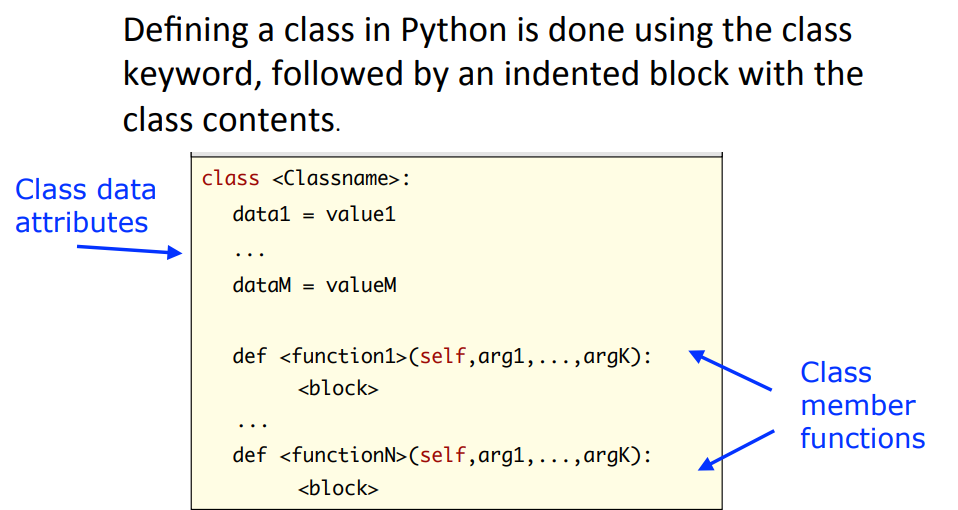 Defining a class in Python is done using the class
keyword, followed by an indented block with the
class contents.
Class data
attributes
class <Classname>:
data1 = value1
...
dataM = valueM
def <function1>(self,arg1,...,argK):
<block>
...
def <functionN>(self,arg1,...,argK):
<block>
Class
member
functions